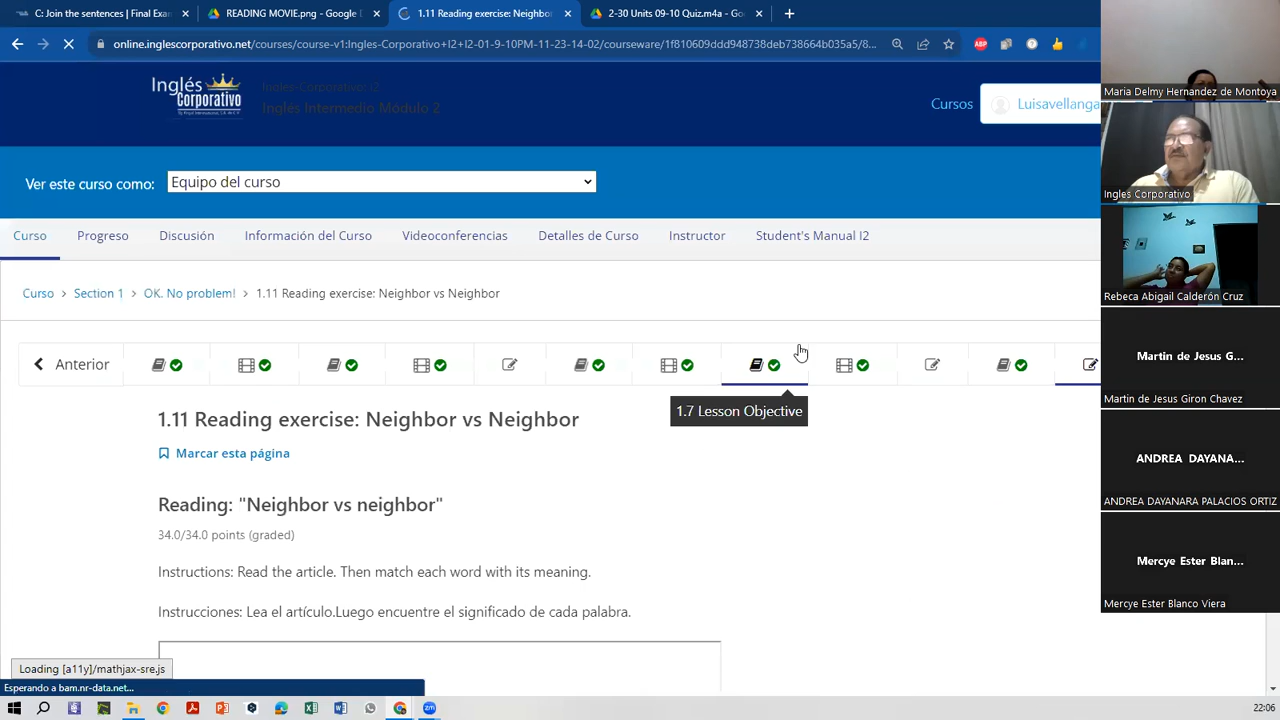 C: Join the sentences | Final Exa
READING MOVIE.png - Google
1.11 Reading exercise: Neighbor
2-30 Units 09-10 Quiz.m4a - Go
online.inglescorporativo.net/courses/course-v1:Ingles-Corporativo+I2+I2-01-9-10PM-11-23-14-02/courseware/1f810609ddd948738deb738664b035a5/8...
ABP
Inglés
Corporativo
Ingles-Corporativo: I2
Inglés Intermedio Módulo 2
Cursos
Luisavellanga
Ver este curso como:
Equipo del curso
Curso
Progreso
Discusión
Información del Curso
Videoconferencias
Detalles de Curso
Instructor
Student's Manual I2
Curso > Section 1 > OK. No problem! > 1.11 Reading exercise: Neighbor vs Neighbor
Anterior
1.7 Lesson Objective
1.11 Reading exercise: Neighbor vs Neighbor
Marcar esta página
Reading: "Neighbor vs neighbor"
34.0/34.0 points (graded)
Instructions: Read the article. Then match each word with its meaning.
Instrucciones: Lea el artículo.Luego encuentre el significado de cada palabra.
Loading [a11y]/mathjax-sre.js
Esperando a bam.nr-data.net...
22:06
Maria Delmy Hernandez de Montoya
Ingles Corporativo
Rebeca Abigail Calderón Cruz
Martin de Jesus G...
Martin de Jesus Giron Chavez
ANDREA DAYANA...
ANDREA DAYANARA PALACIOS ORTIZ
Mercye Ester Blan...
Mercye Ester Blanco Viera